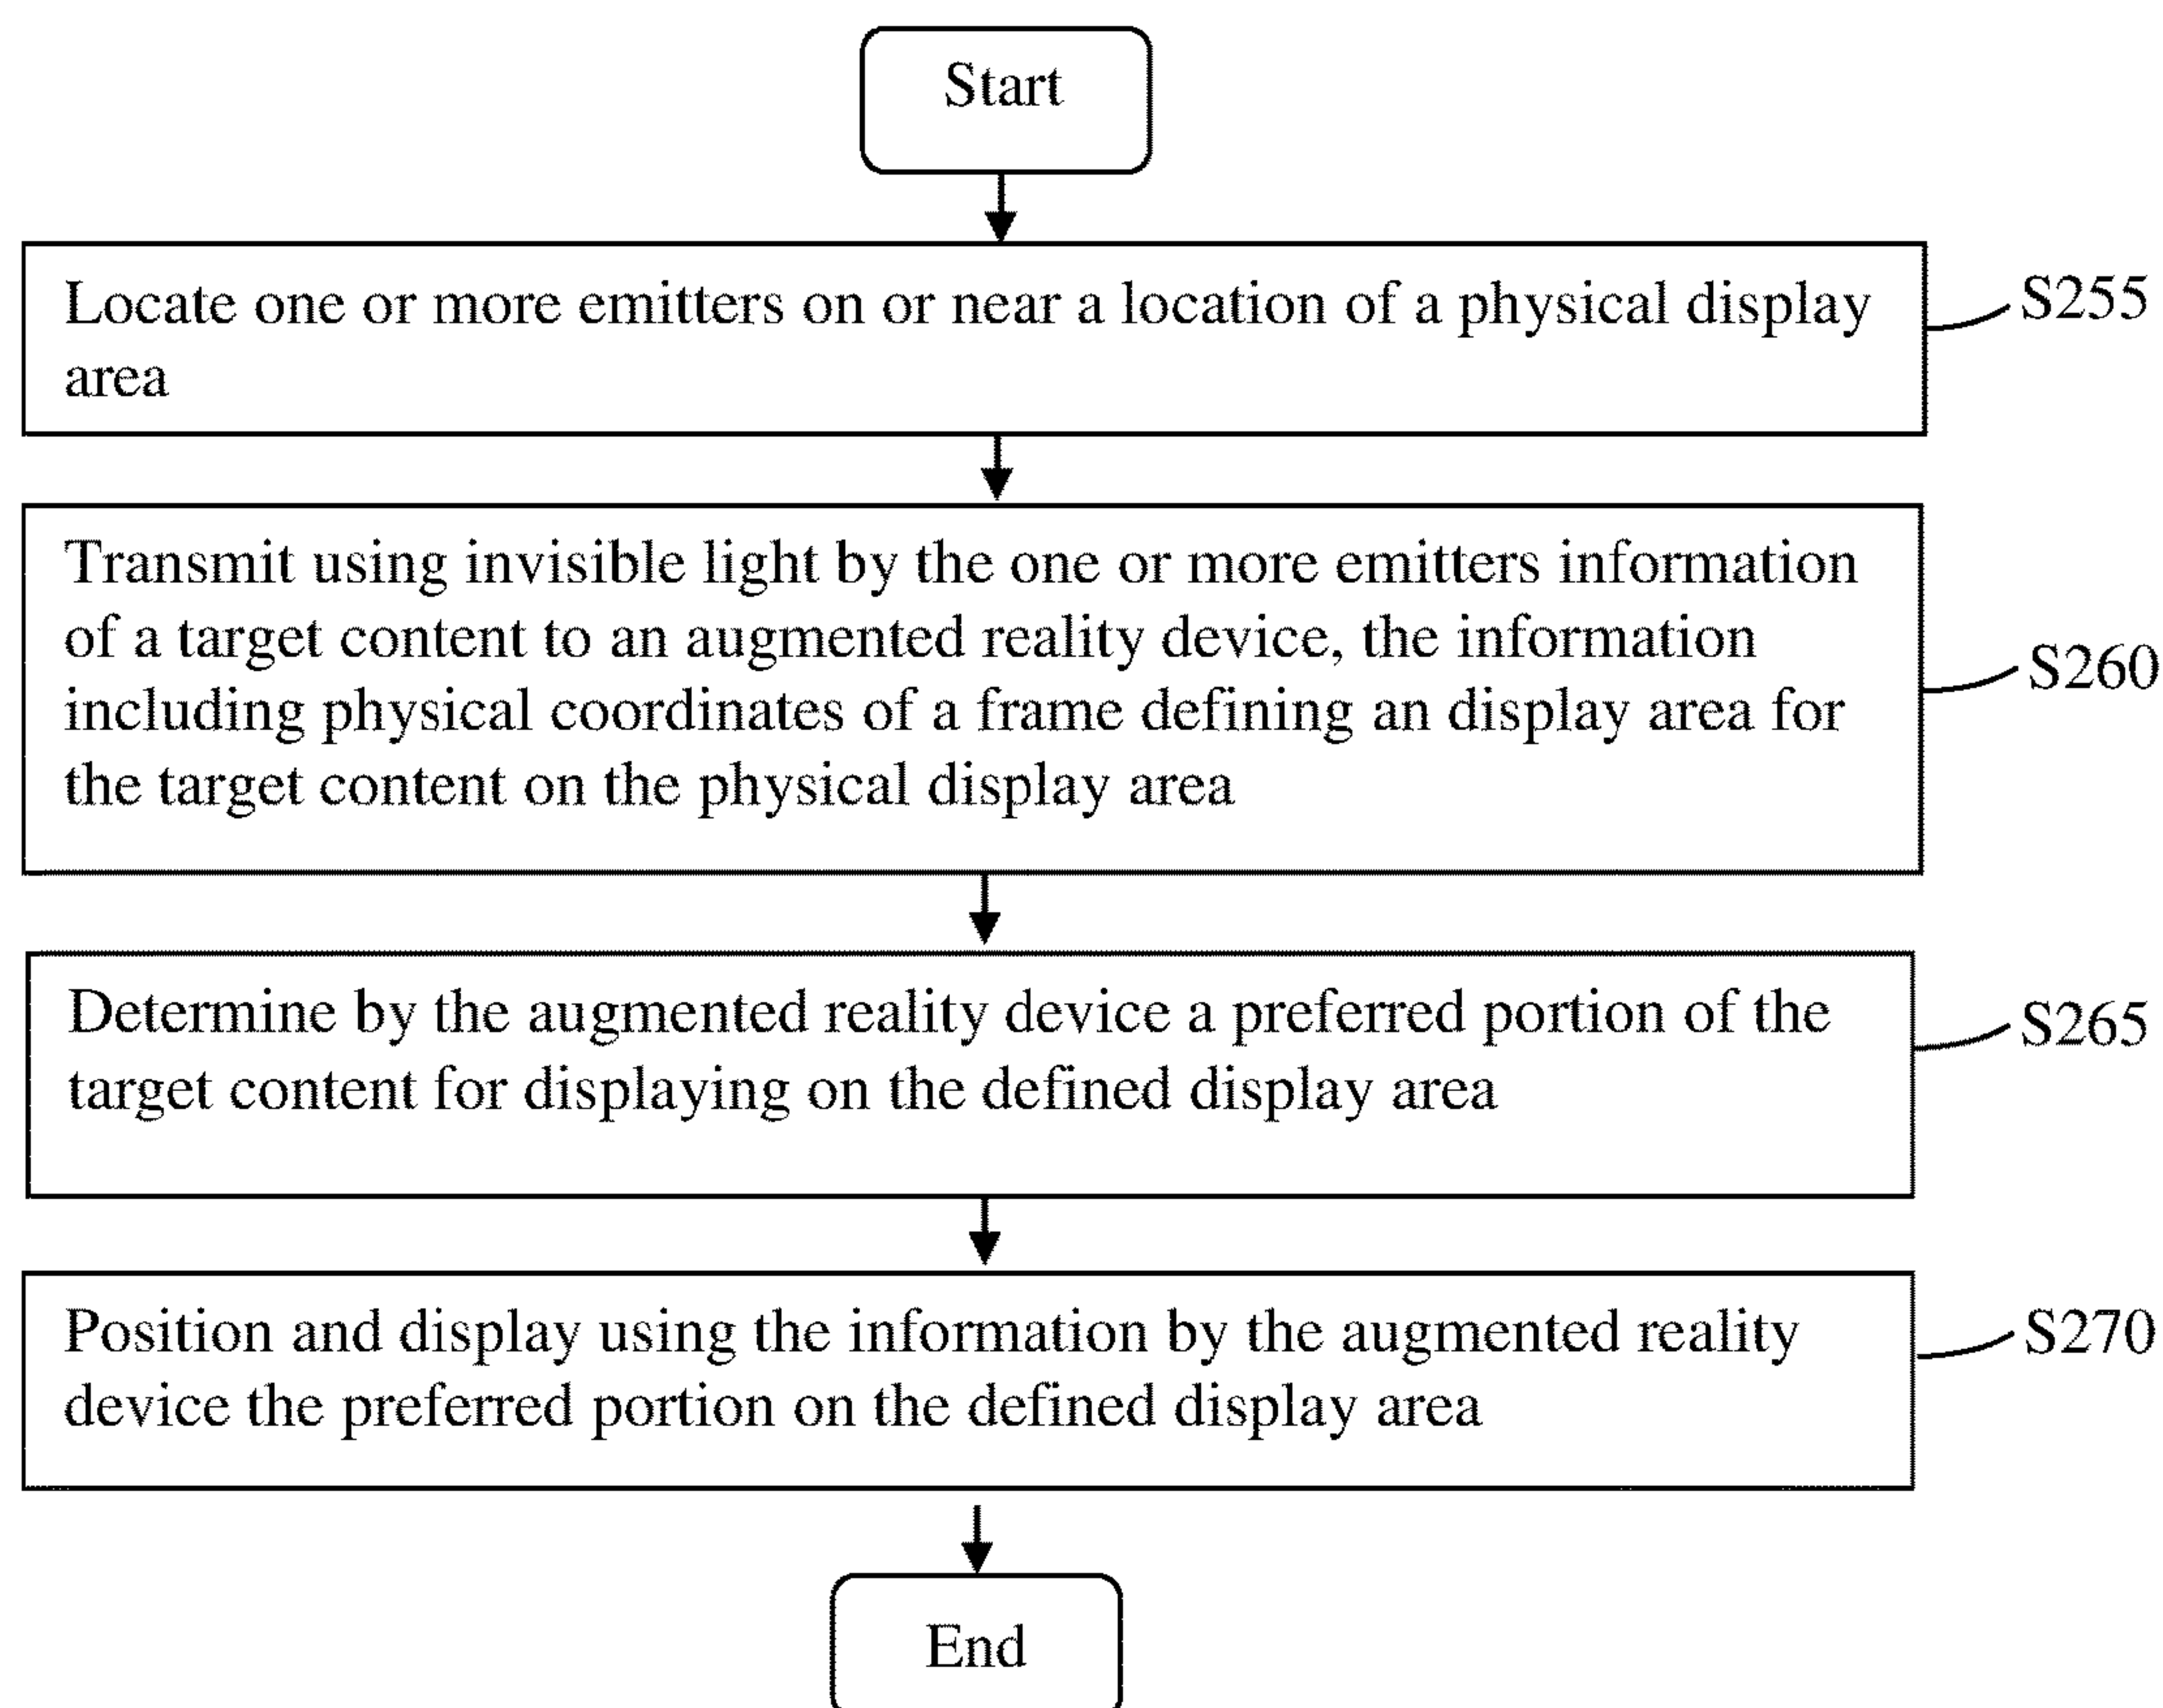 Start
Locate one or more emitters on or near a location of a physical display
area
S255
Transmit using invisible light by the one or more emitters information
of a target content to an augmented reality device, the information
including physical coordinates of a frame defining an display area for
the target content on the physical display area
S260
Determine by the augmented reality device a preferred portion of the
target content for displaying on the defined display area
S265
Position and display using the information by the augmented reality
device the preferred portion on the defined display area
S270
End